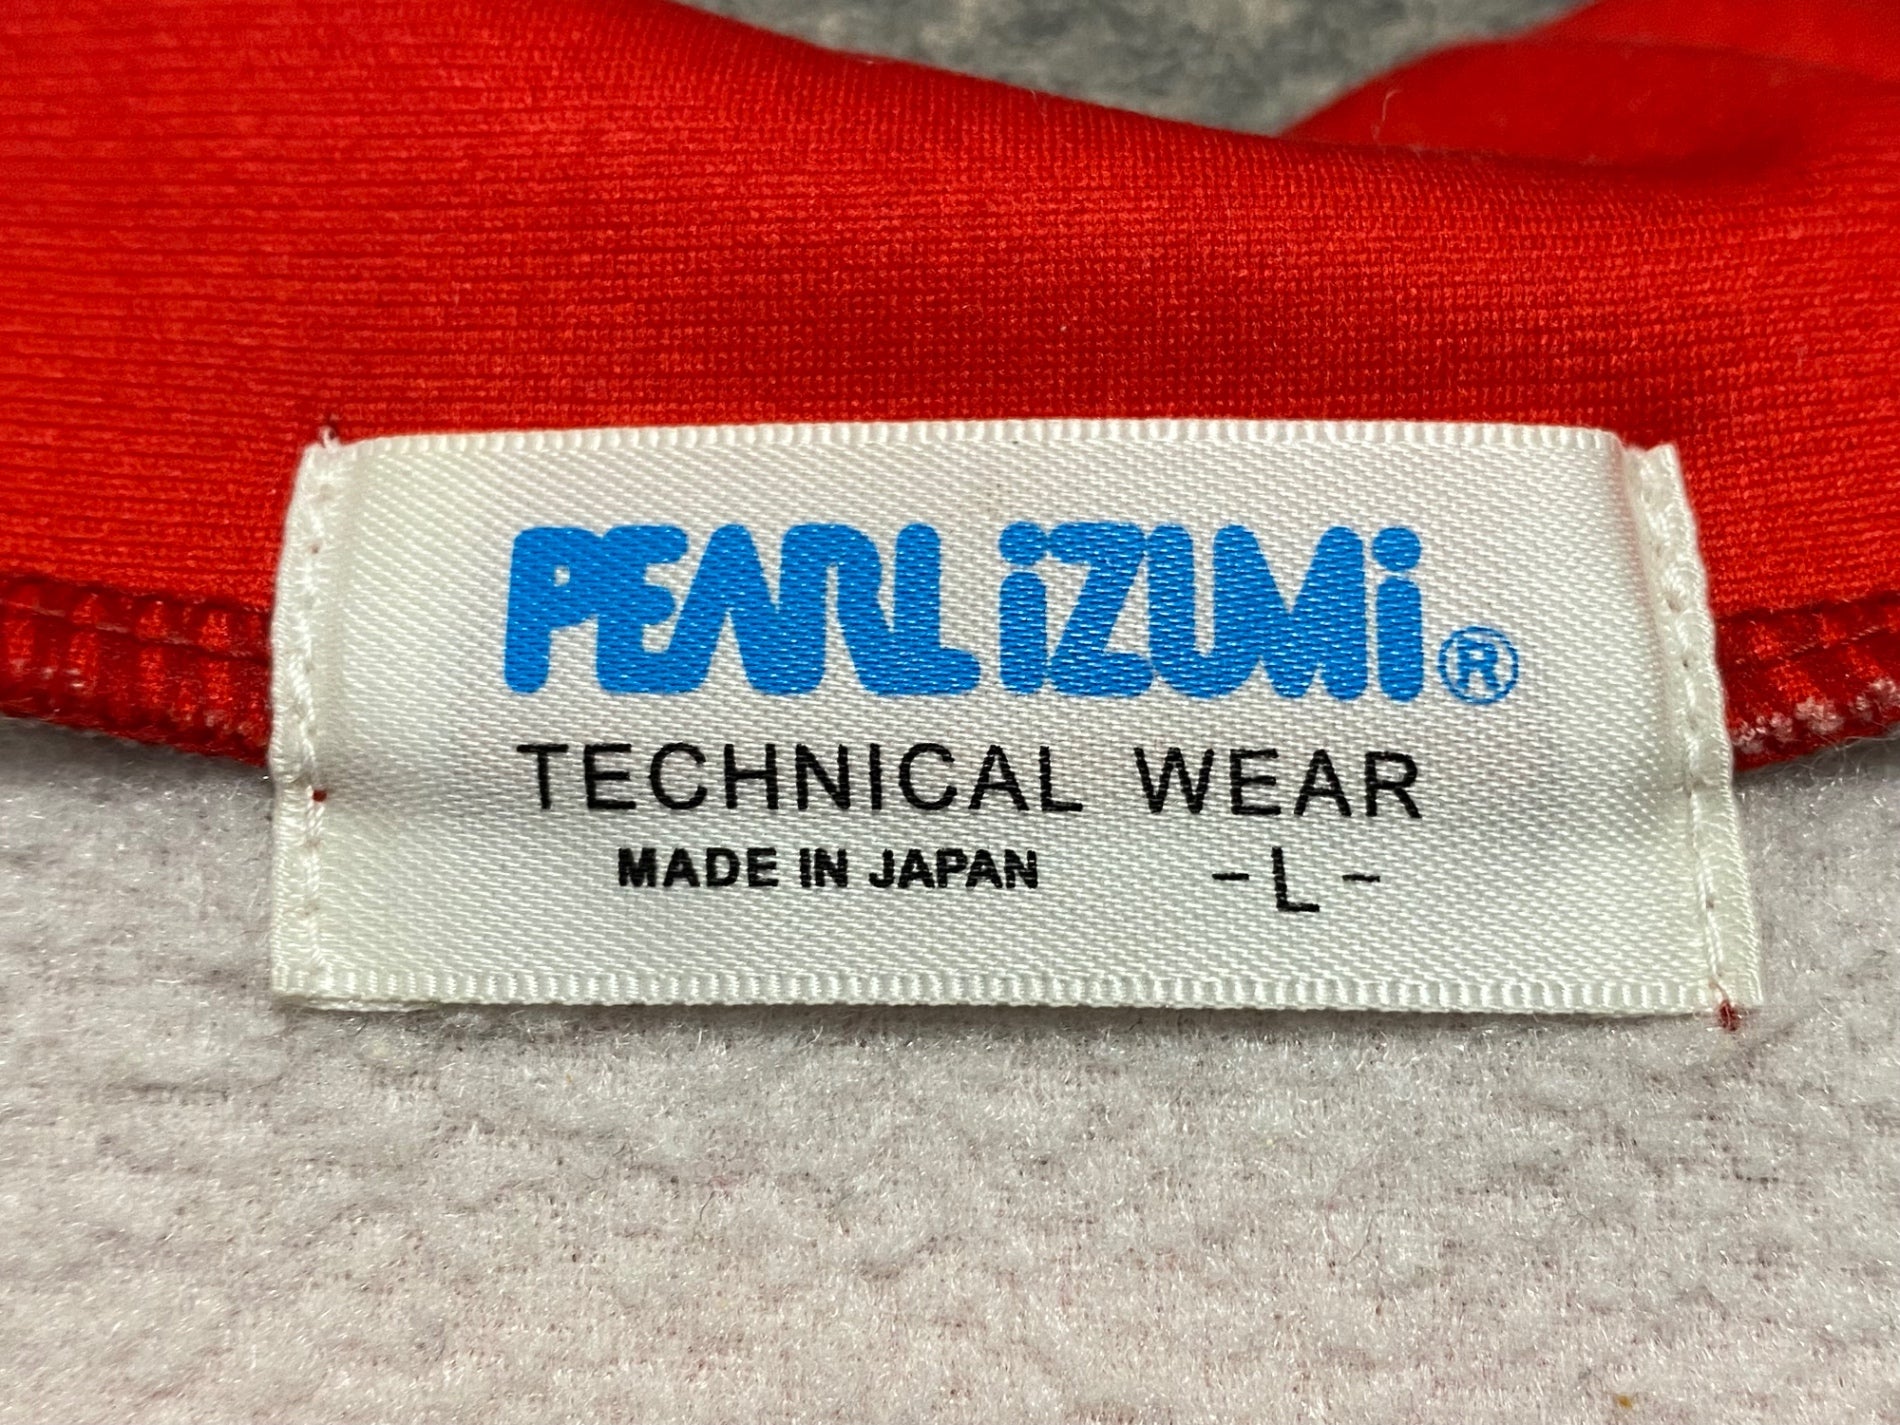 PEARL iZUMi®
TECHNICAL WEAR
MADE IN JAPAN -L-